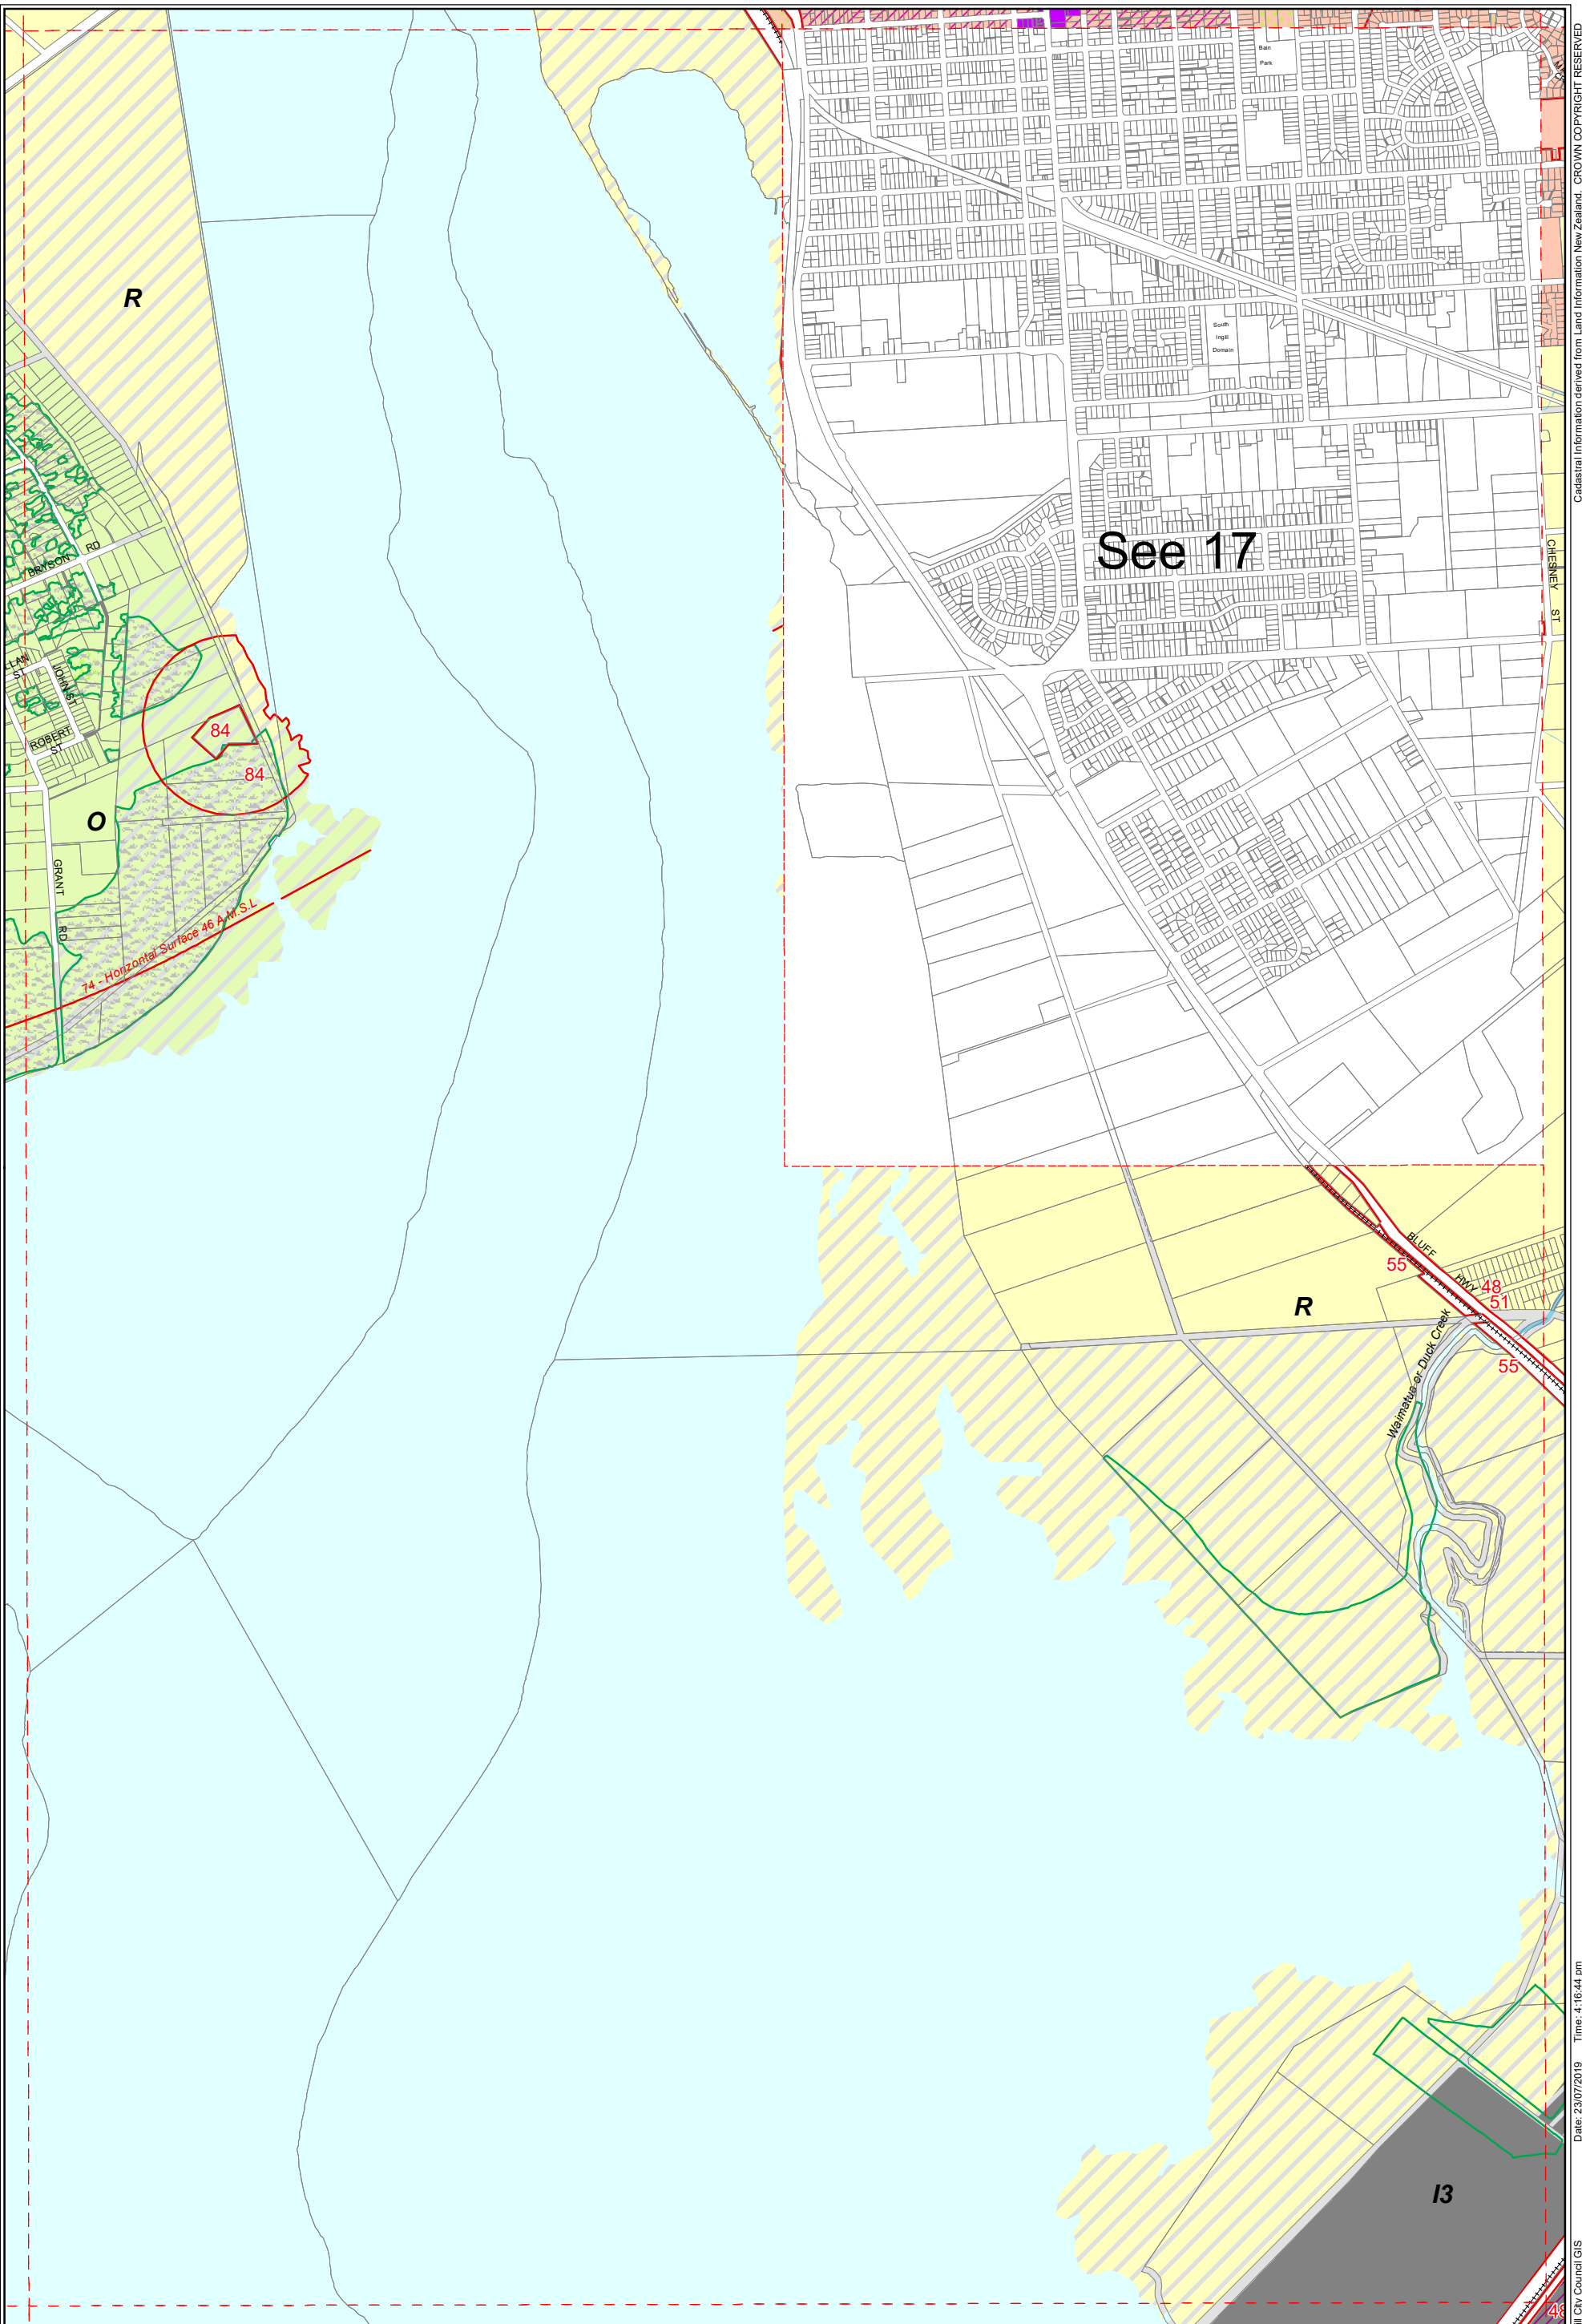 Bain
Park
R
South
Ingill
Domain
See 17
CHESNEY ST
BRYSON RD
ST
JOHN ST
ROBERT
ST
84
84
O
GRANT RD
74 - Horizontal Surface 46 A.M.S.L
BLUFF HWY
55
48
51
R
55
Waimatua or Duck Creek
I3
48
Cadastral Information derived from Land Information New Zealand. CROWN COPYRIGHT RESERVED
Date: 23/07/2019 Time: 4:16:44 pm
City Council GIS